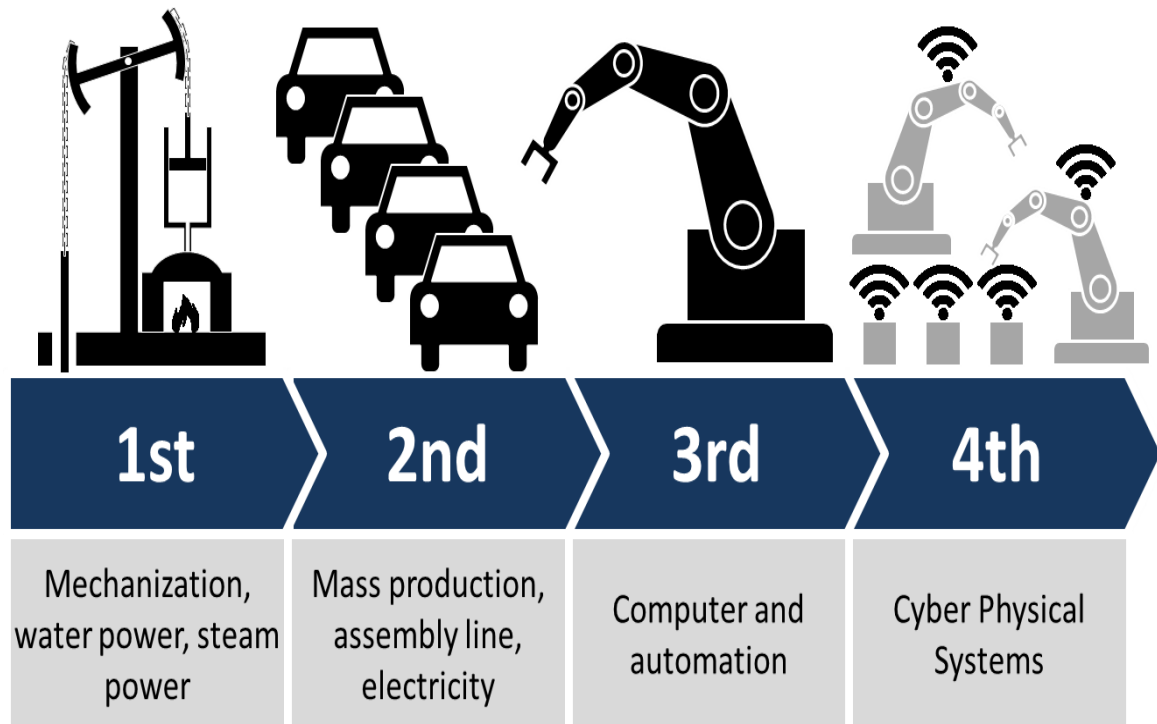 1st
2nd
3rd
4th
Mechanization,
water power, steam
power
Mass production,
assembly line,
electricity
Computer and
automation
Cyber Physical
Systems